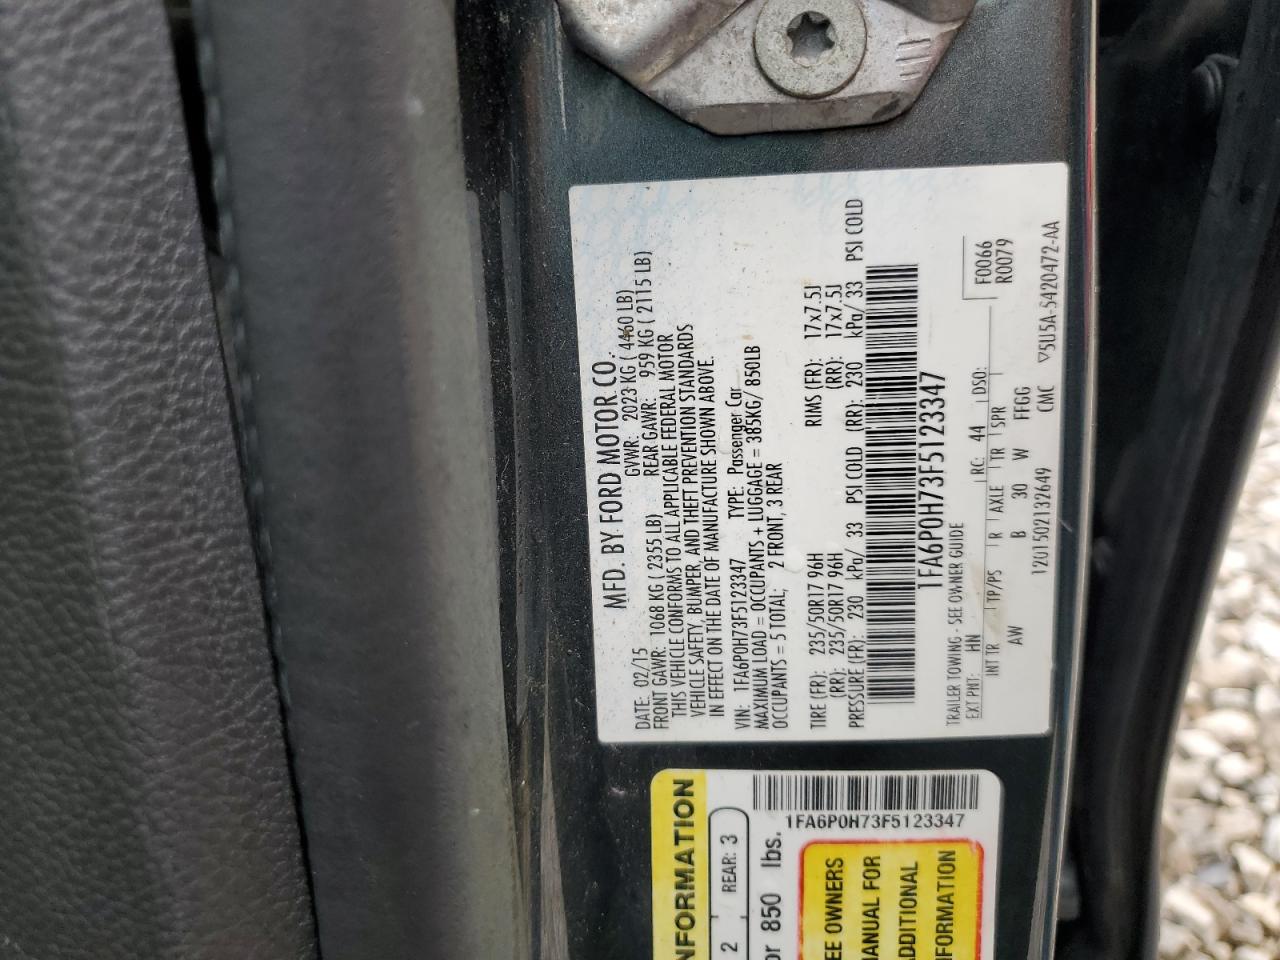 MFD. BY FORD MOTOR CO.
DATE: 02/15 GVWR: 2023 KG ( 4460 LB)
FRONT GAWR: 1068 KG ( 2355 LB) REAR GAWR: 959 KG ( 2115 LB)
THIS VEHICLE CONFORMS TO ALL APPLICABLE FEDERAL MOTOR
VEHICLE SAFETY, BUMPER, AND THEFT PREVENTION STANDARDS
IN EFFECT ON THE DATE OF MANUFACTURE SHOWN ABOVE.
VIN: 1FA6P0H73F5123347 TYPE: Passenger Car
MAXIMUM LOAD = OCCUPANTS + LUGGAGE = 385KG/ 850LB
OCCUPANTS = 5 TOTAL; 2 FRONT, 3 REAR
TIRE (FR): 235/50R17 96H RIMS (FR): 17x7.5J
(RR): 235/50R17 96H (RR): 17x7.5J
PRESSURE (FR): 230 kPa/ 33 PSI COLD (RR): 230 kPa/ 33 PSI COLD
1FA6P0H73F5123347
TRAILER TOWING - SEE OWNER GUIDE
F0066
R0079
EXT PNT: HN RC: 44 DSO:
INT TR TP/PS R AXLE TR SPR
AW B 30 W FFGG
1201502132649 CMC ▽5U5A-5420472-AA
NFORMATION
2 REAR: 3
or 850 lbs.
1FA6P0H73F5123347
EE OWNERS
ANUAL FOR
ADDITIONAL
FORMATION